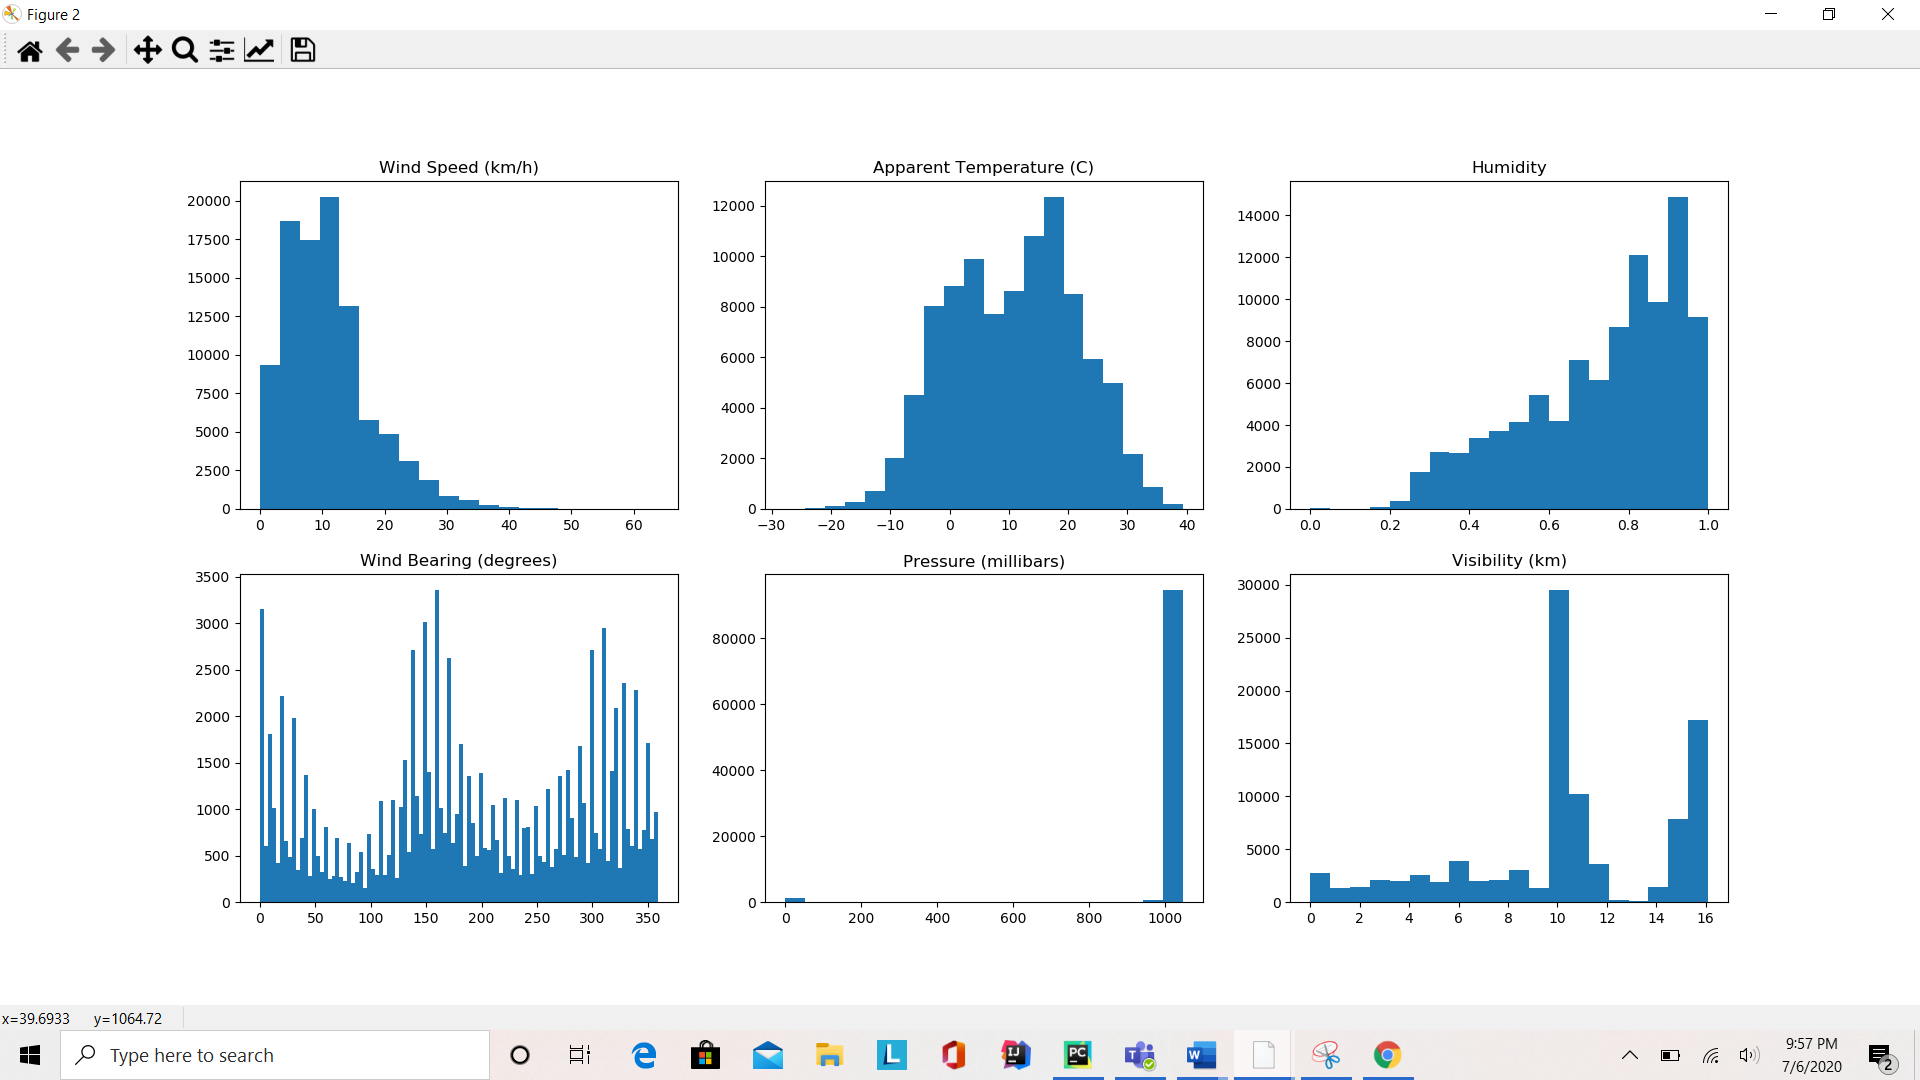 Figure 2
Wind Speed (km/h)
20000
17500
15000
12500
10000
7500
5000
2500
0
0 10 20 30 40 50 60
Apparent Temperature (C)
12000
10000
8000
6000
4000
2000
0
−30 −20 −10 0 10 20 30 40
Humidity
14000
12000
10000
8000
6000
4000
2000
0
0.0 0.2 0.4 0.6 0.8 1.0
Wind Bearing (degrees)
3500
3000
2500
2000
1500
1000
500
0
0 50 100 150 200 250 300 350
Pressure (millibars)
80000
60000
40000
20000
0
0 200 400 600 800 1000
Visibility (km)
30000
25000
20000
15000
10000
5000
0
0 2 4 6 8 10 12 14 16
x=39.6933 y=1064.72
Type here to search
L
IJ
PC
T
W
9:57 PM
7/6/2020
2